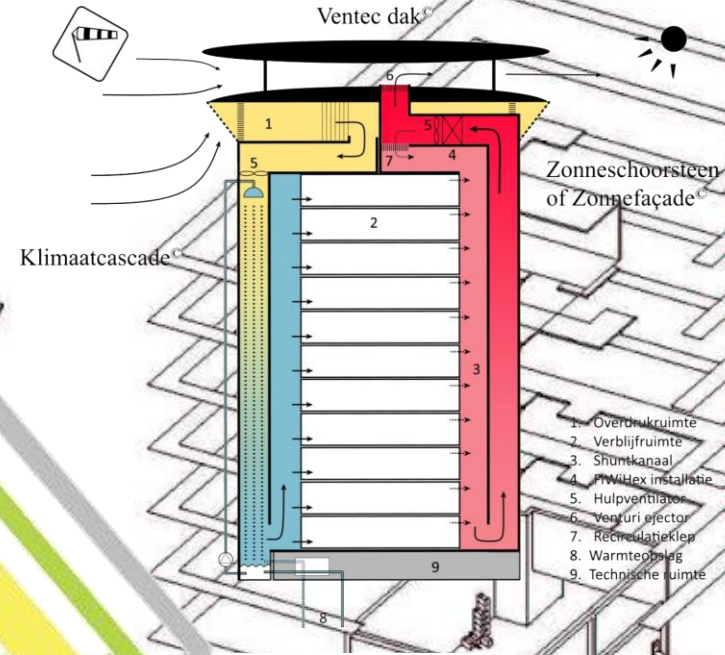 Ventec dak©
6
1
5
7
4
5
Zonneschoorsteen
of Zonnefaçade©
2
Klimaatcascade©
3
1. Overdrukruimte
2. Verblijfruimte
3. Shuntkanaal
4. FiWiHex installatie
5. Hulpventilator
6. Venturi ejector
7. Recirculatieklep
8. Warmteopslag
9. Technische ruimte
9
8